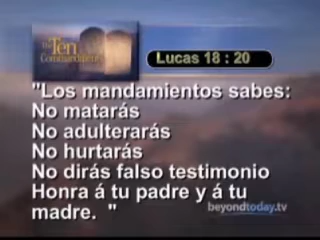 The
Ten
Commandments
Lucas 18 : 20
"Los mandamientos sabes:
No matarás
No adulterarás
No hurtarás
No dirás falso testimonio
Honra á tu padre y á tu
madre. "
beyondtoday.tv